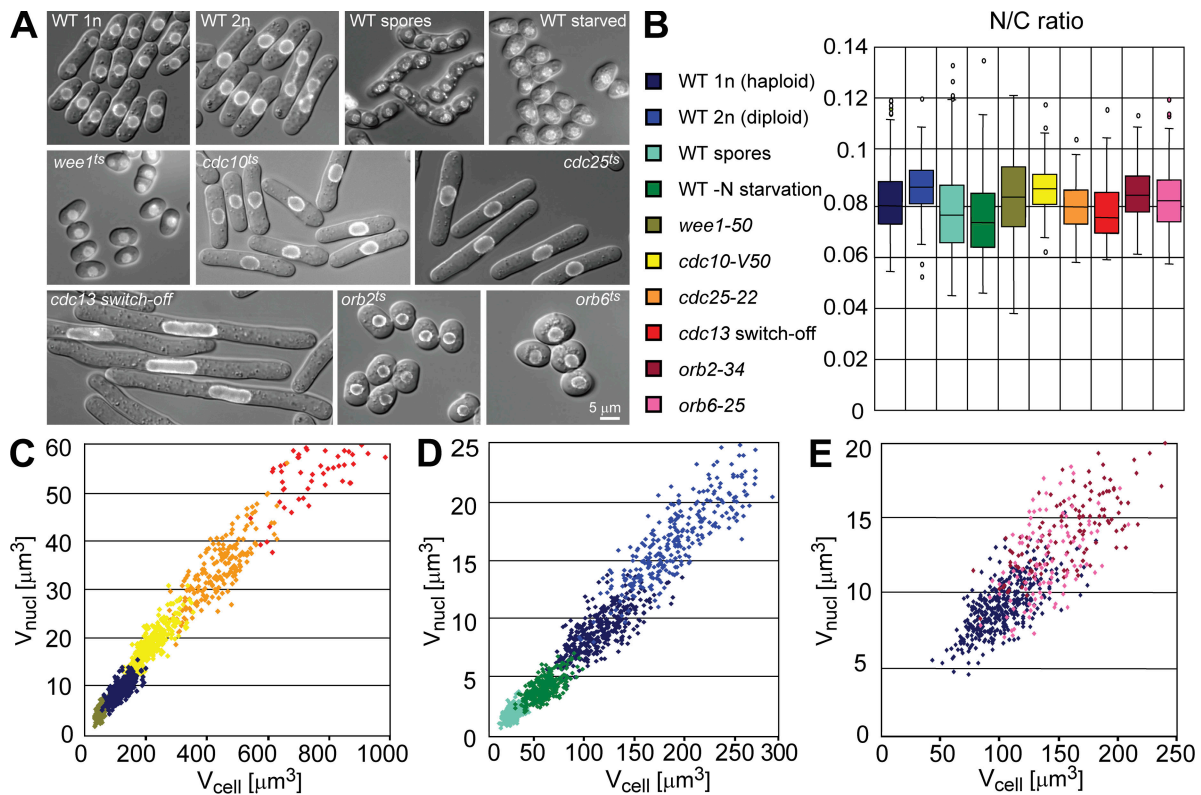 A
WT 1n
WT 2n
WT spores
WT starved
wee1ts
cdc10ts
cdc25ts
cdc13 switch-off
orb2ts
orb6ts
5 µm
B
N/C ratio
WT 1n (haploid)
WT 2n (diploid)
WT spores
WT -N starvation
wee1-50
cdc10-V50
cdc25-22
cdc13 switch-off
orb2-34
orb6-25
0.14
0.12
0.1
0.08
0.06
0.04
0.02
0
C
Vnucl [µm3]
60
50
40
30
20
10
0
0 200 400 600 800 1000
Vcell [µm3]
D
Vnucl [µm3]
25
20
15
10
5
0
0 50 100 150 200 250 300
Vcell [µm3]
E
Vnucl [µm3]
20
15
10
5
0
0 50 100 150 200 250
Vcell [µm3]